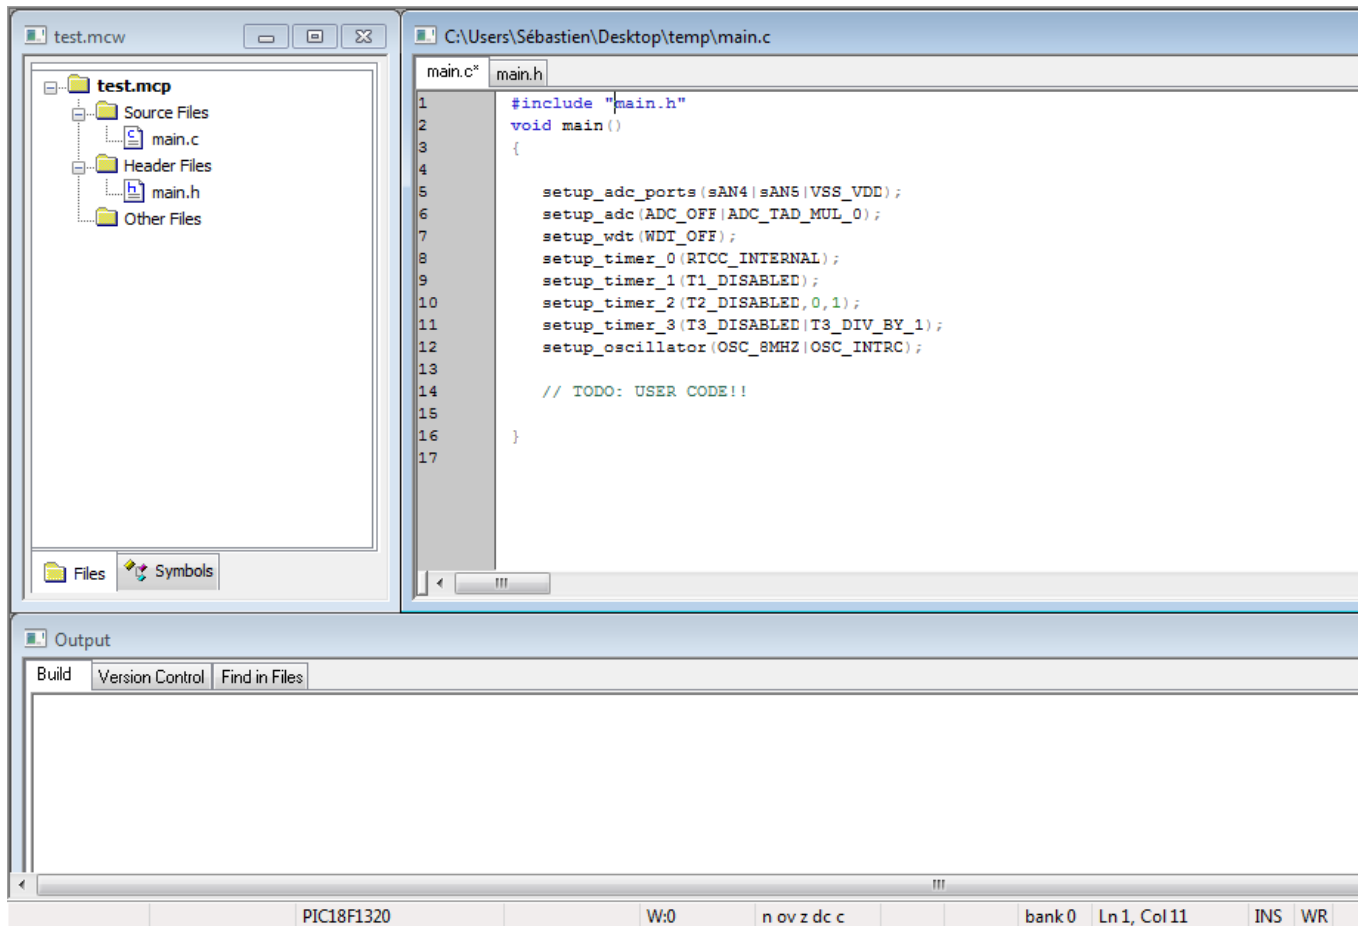 test.mcw
test.mcp
Source Files
main.c
Header Files
main.h
Other Files
Files
Symbols
C:\Users\Sébastien\Desktop\temp\main.c
main.c* main.h
1 #include "main.h"
2 void main()
3 {
4
5 setup_adc_ports(sAN4|sAN5|VSS_VDD);
6 setup_adc(ADC_OFF|ADC_TAD_MUL_0);
7 setup_wdt(WDT_OFF);
8 setup_timer_0(RTCC_INTERNAL);
9 setup_timer_1(T1_DISABLED);
10 setup_timer_2(T2_DISABLED,0,1);
11 setup_timer_3(T3_DISABLED|T3_DIV_BY_1);
12 setup_oscillator(OSC_8MHZ|OSC_INTRC);
13
14 // TODO: USER CODE!!
15
16 }
17
Output
Build Version Control Find in Files
PIC18F1320 W:0 n ov z dc c bank 0 Ln 1, Col 11 INS WR